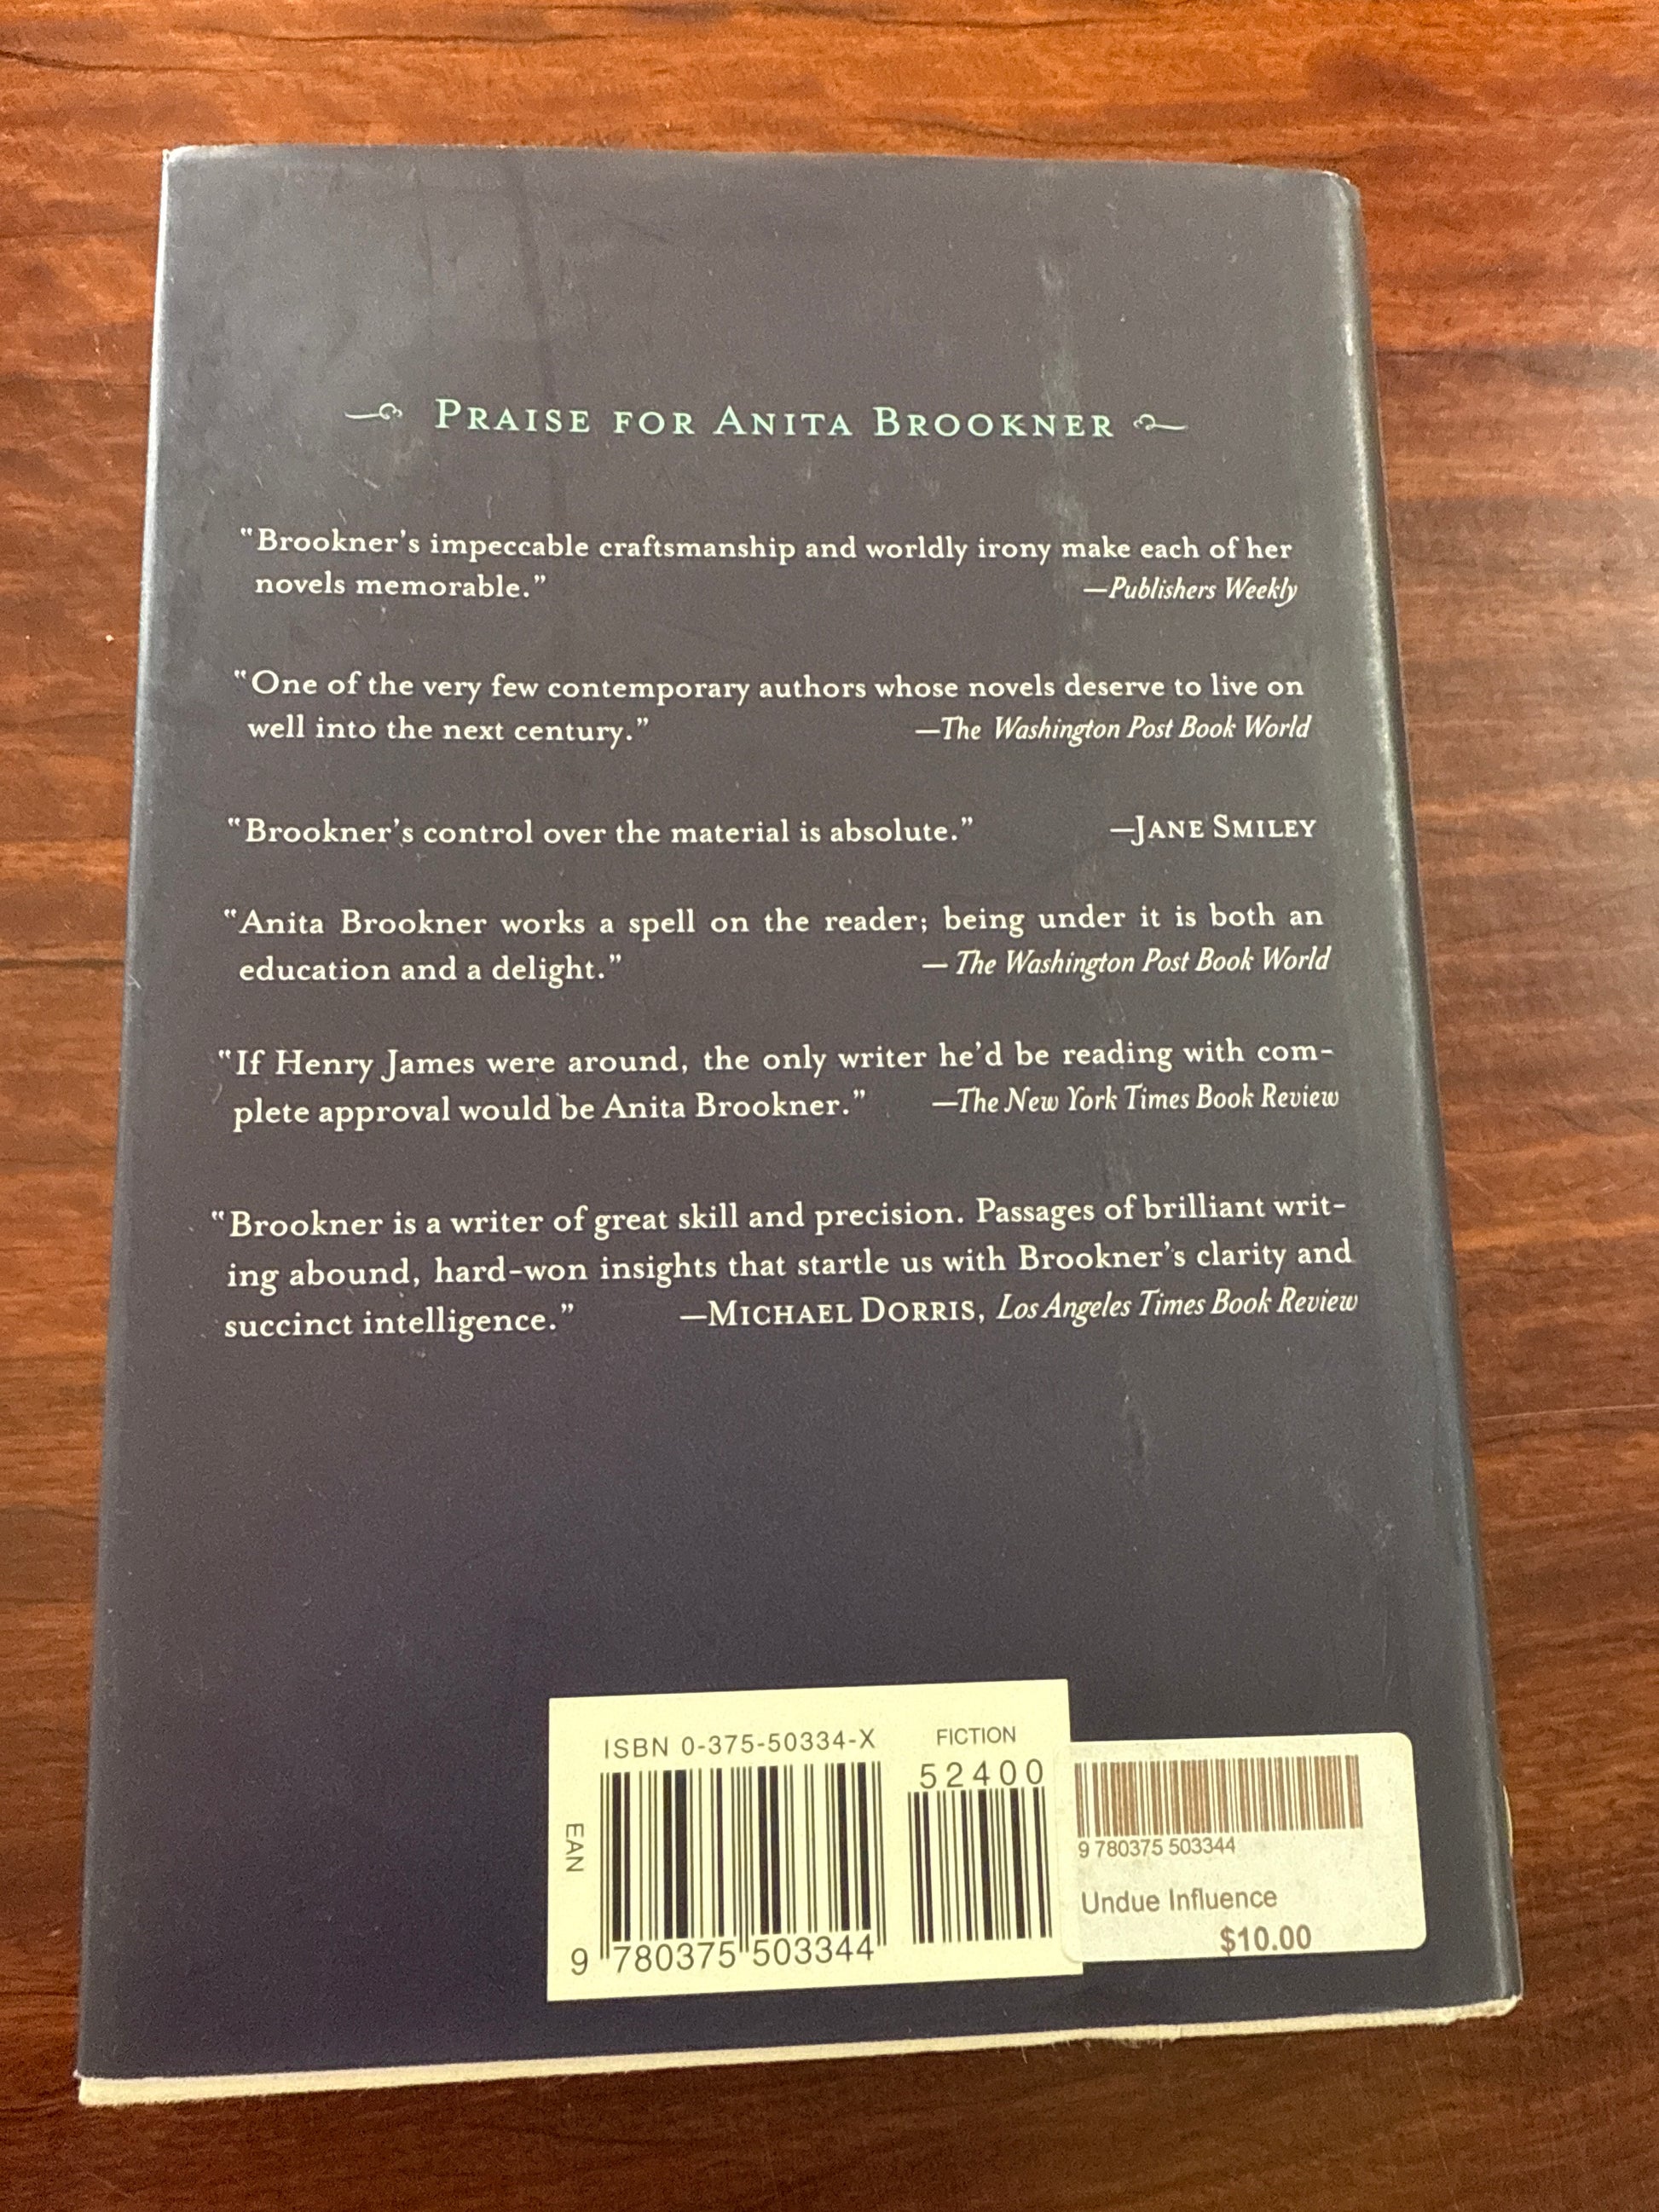 PRAISE FOR ANITA BROOKNER
"Brookner's impeccable craftsmanship and worldly irony make each of her
novels memorable." —Publishers Weekly
"One of the very few contemporary authors whose novels deserve to live on
well into the next century." —The Washington Post Book World
"Brookner's control over the material is absolute." —JANE SMILEY
"Anita Brookner works a spell on the reader; being under it is both an
education and a delight." — The Washington Post Book World
"If Henry James were around, the only writer he'd be reading with com-
plete approval would be Anita Brookner." —The New York Times Book Review
"Brookner is a writer of great skill and precision. Passages of brilliant writ-
ing abound, hard-won insights that startle us with Brookner's clarity and
succinct intelligence." —MICHAEL DORRIS, Los Angeles Times Book Review
ISBN 0-375-50334-X
FICTION
52400
EAN
9 780375 503344
9 780375 503344
Undue Influence
$10.00